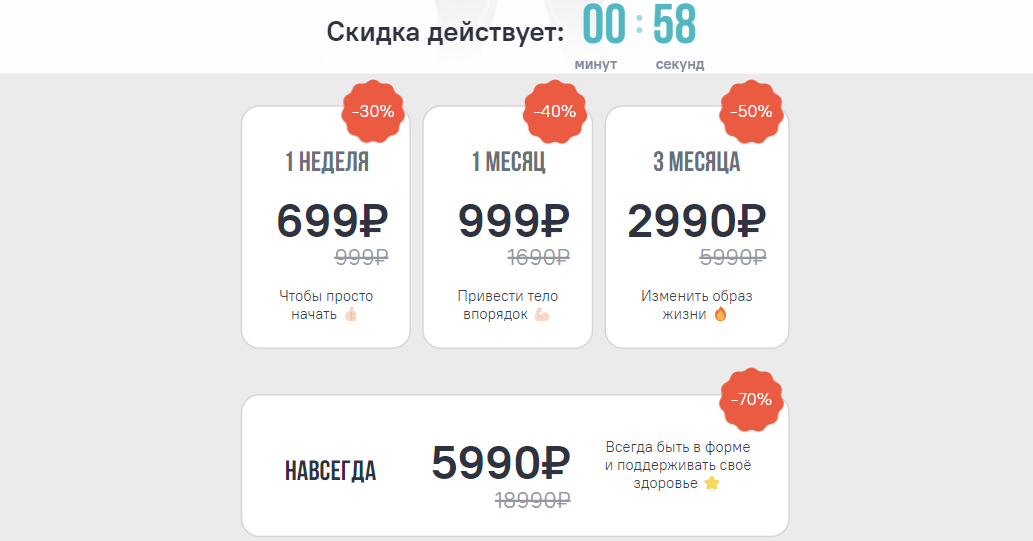 Скидка действует: 00 : 58
минут секунд
-30%
1 НЕДЕЛЯ
699₽
999₽
Чтобы просто
начать 👍🏻
-40%
1 МЕСЯЦ
999₽
1690₽
Привести тело
впорядок 💪🏻
-50%
3 МЕСЯЦА
2990₽
5990₽
Изменить образ
жизни 🔥
-70%
НАВСЕГДА
5990₽
18990₽
Всегда быть в форме
и поддерживать своё
здоровье ⭐